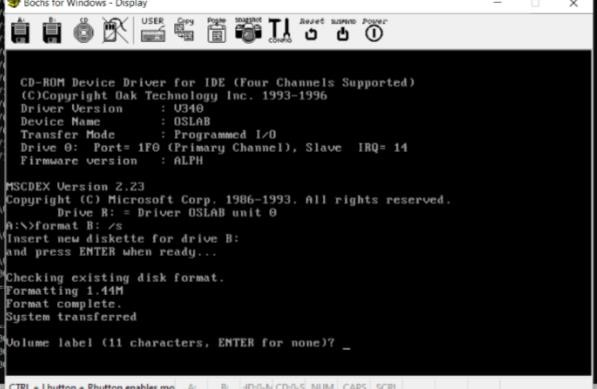 Bochs for Windows - Display
USER Copy Paste snapshot CONFIG Reset SUSPEND Power
CD-ROM Device Driver for IDE (Four Channels Supported)
(C)Copyright Oak Technology Inc. 1993-1996
Driver Version : V340
Device Name : OSLAB
Transfer Mode : Programmed I/O
Drive 0: Port= 1F0 (Primary Channel), Slave IRQ= 14
Firmware version : ALPH
MSCDEX Version 2.23
Copyright (C) Microsoft Corp. 1986-1993. All rights reserved.
Drive R: = Driver OSLAB unit 0
A:\>format B: /s
Insert new diskette for drive B:
and press ENTER when ready...
Checking existing disk format.
Formatting 1.44M
Format complete.
System transferred
Volume label (11 characters, ENTER for none)? _
CTRL + Lbutton + Rbutton enables mo A: B: NUM CAPS SCRL